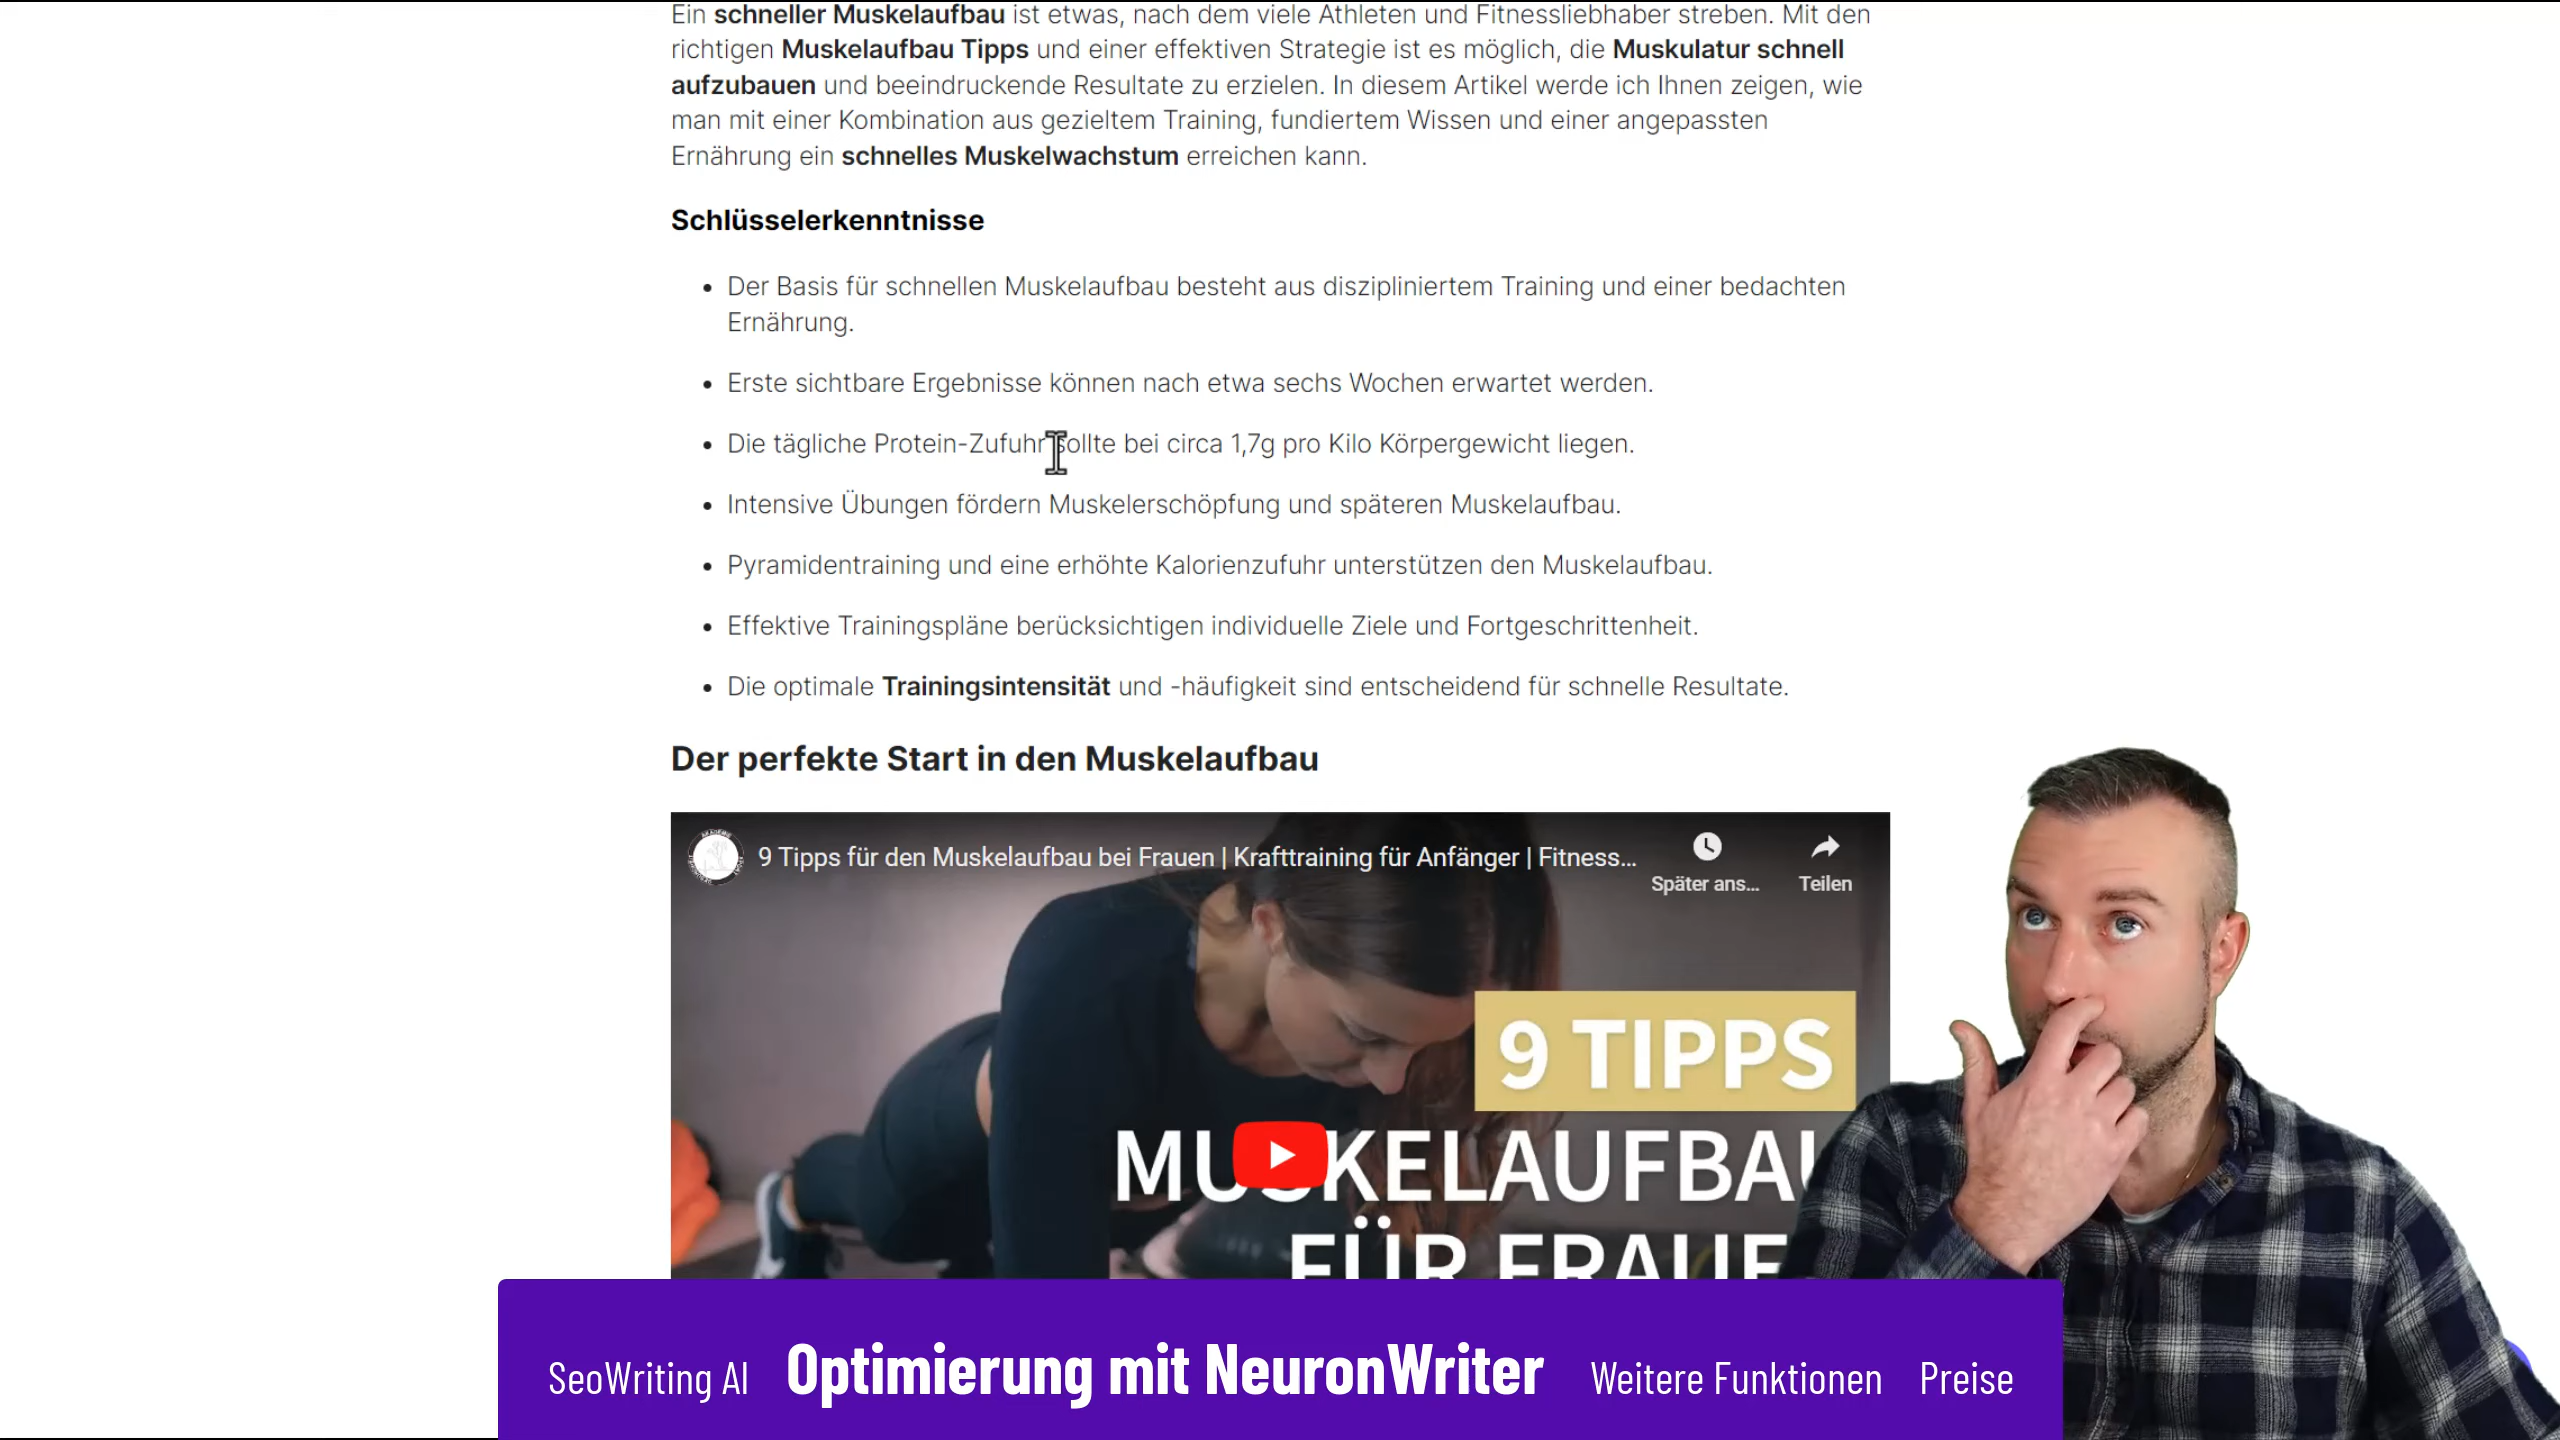 Ein schneller Muskelaufbau ist etwas, nach dem viele Athleten und Fitnessliebhaber streben. Mit den
richtigen Muskelaufbau Tipps und einer effektiven Strategie ist es möglich, die Muskulatur schnell
aufzubauen und beeindruckende Resultate zu erzielen. In diesem Artikel werde ich Ihnen zeigen, wie
man mit einer Kombination aus gezieltem Training, fundiertem Wissen und einer angepassten
Ernährung ein schnelles Muskelwachstum erreichen kann.
Schlüsselerkenntnisse
• Der Basis für schnellen Muskelaufbau besteht aus diszipliniertem Training und einer bedachten
Ernährung.
• Erste sichtbare Ergebnisse können nach etwa sechs Wochen erwartet werden.
• Die tägliche Protein-Zufuhr sollte bei circa 1,7g pro Kilo Körpergewicht liegen.
• Intensive Übungen fördern Muskelerschöpfung und späteren Muskelaufbau.
• Pyramidentraining und eine erhöhte Kalorienzufuhr unterstützen den Muskelaufbau.
• Effektive Trainingspläne berücksichtigen individuelle Ziele und Fortgeschrittenheit.
• Die optimale Trainingsintensität und -häufigkeit sind entscheidend für schnelle Resultate.
Der perfekte Start in den Muskelaufbau
9 Tipps für den Muskelaufbau bei Frauen | Krafttraining für Anfänger | Fitness...
Später ans...
Teilen
9 TIPPS
MUSKELAUFBAU
FÜR FRAUE
SeoWriting AI
Optimierung mit NeuronWriter
Weitere Funktionen
Preise